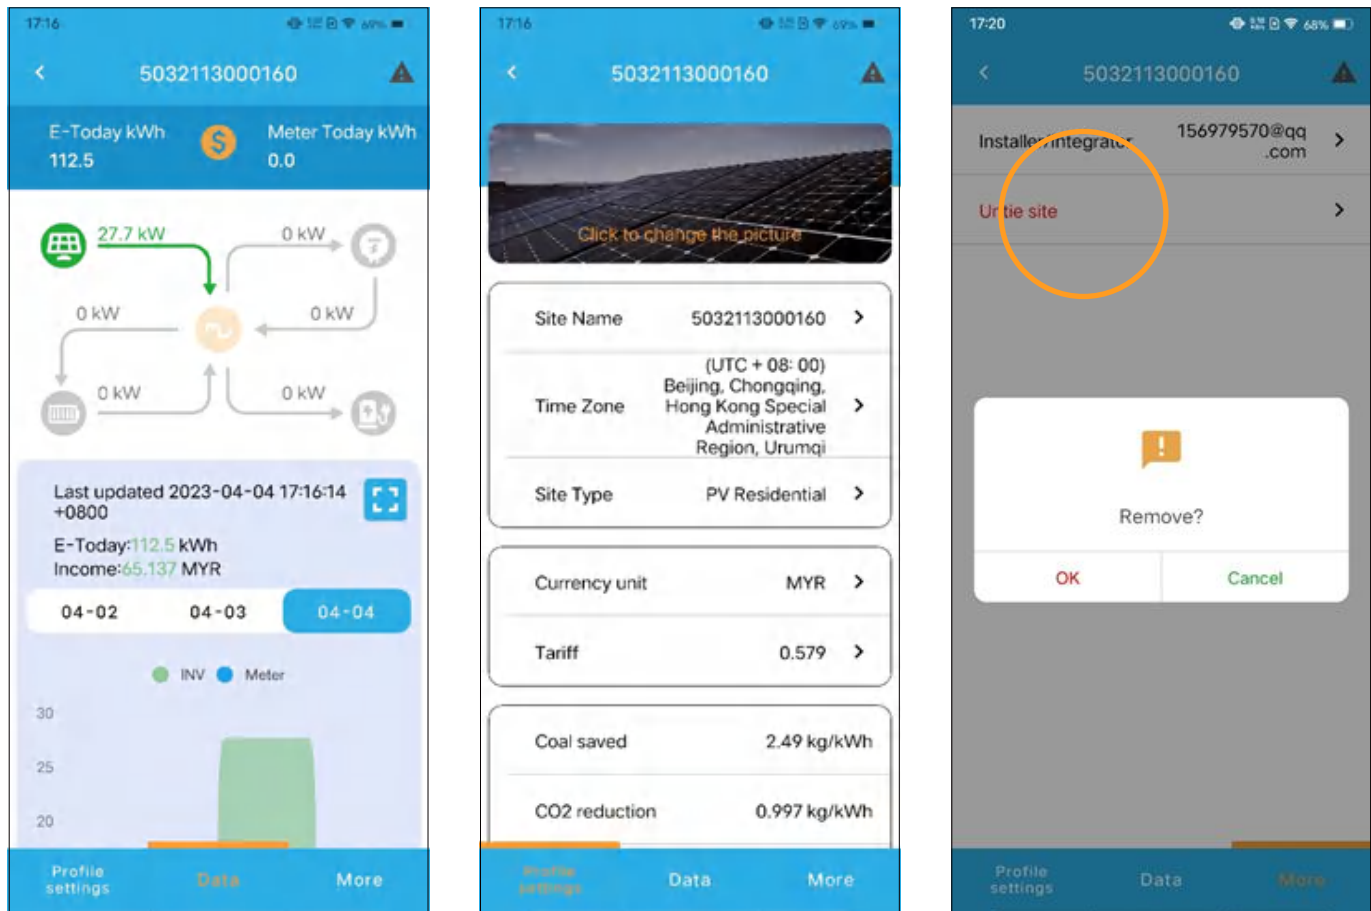 17:16
69%
5032113000160
E-Today kWh
112.5
$
Meter Today kWh
0.0
27.7 kW
0 kW
0 kW
0 kW
0 kW
0 kW
Last updated 2023-04-04 17:16:14
+0800
E-Today:112.5 kWh
Income:65.137 MYR
04-02
04-03
04-04
INV
Meter
30
25
20
Profile
settings
Data
More
17:16
69%
5032113000160
Click to change the picture
Site Name
5032113000160
Time Zone
(UTC + 08: 00)
Beijing, Chongqing,
Hong Kong Special
Administrative
Region, Urumqi
Site Type
PV Residential
Currency unit
MYR
Tariff
0.579
Coal saved
2.49 kg/kWh
CO2 reduction
0.997 kg/kWh
Profile
settings
Data
More
17:20
68%
5032113000160
Installer/integrator
156979570@qq
.com
Untie site
Remove?
OK
Cancel
Profile
settings
Data
More